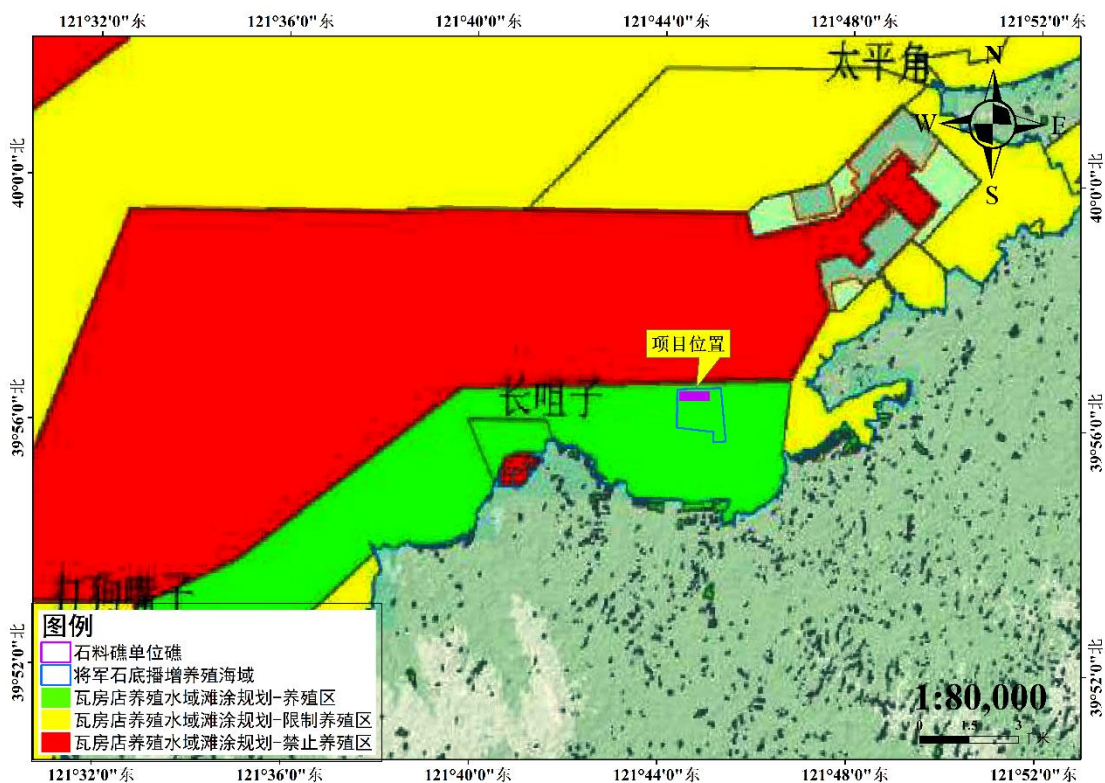 121°32'0"东 121°36'0"东 121°40'0"东 121°44'0"东 121°48'0"东 121°52'0"东
太平角
N
W E
S
40°0'0"北 40°0'0"北
项目位置
长咀子
39°56'0"北 39°56'0"北
图例
石料礁单位礁
将军石底播增养殖海域
瓦房店养殖水域滩涂规划-养殖区
瓦房店养殖水域滩涂规划-限制养殖区
瓦房店养殖水域滩涂规划-禁止养殖区
39°52'0"北 39°52'0"北
1:80,000
0 1.5 3
千米
121°32'0"东 121°36'0"东 121°40'0"东 121°44'0"东 121°48'0"东 121°52'0"东